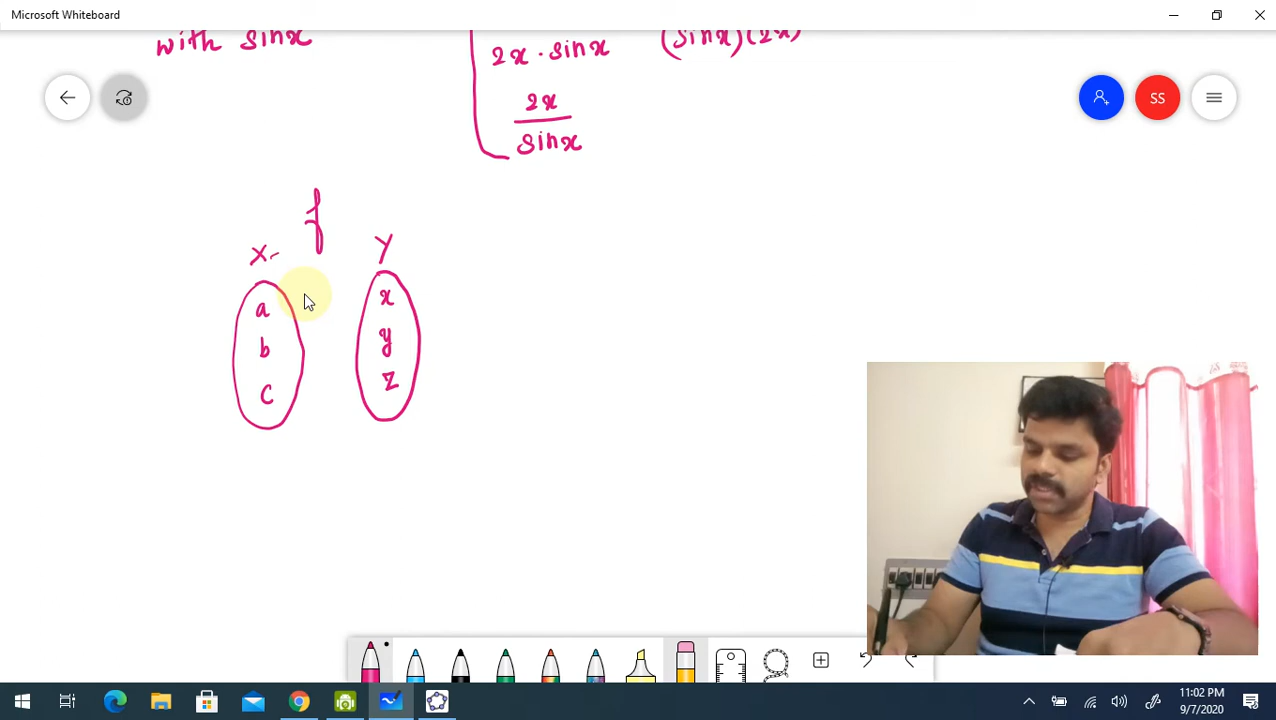 Microsoft Whiteboard
with sinx
2x · sinx (sinx)(2x)
2x
sinx
SS
f
X Y
a x
b y
c z
11:02 PM
9/7/2020